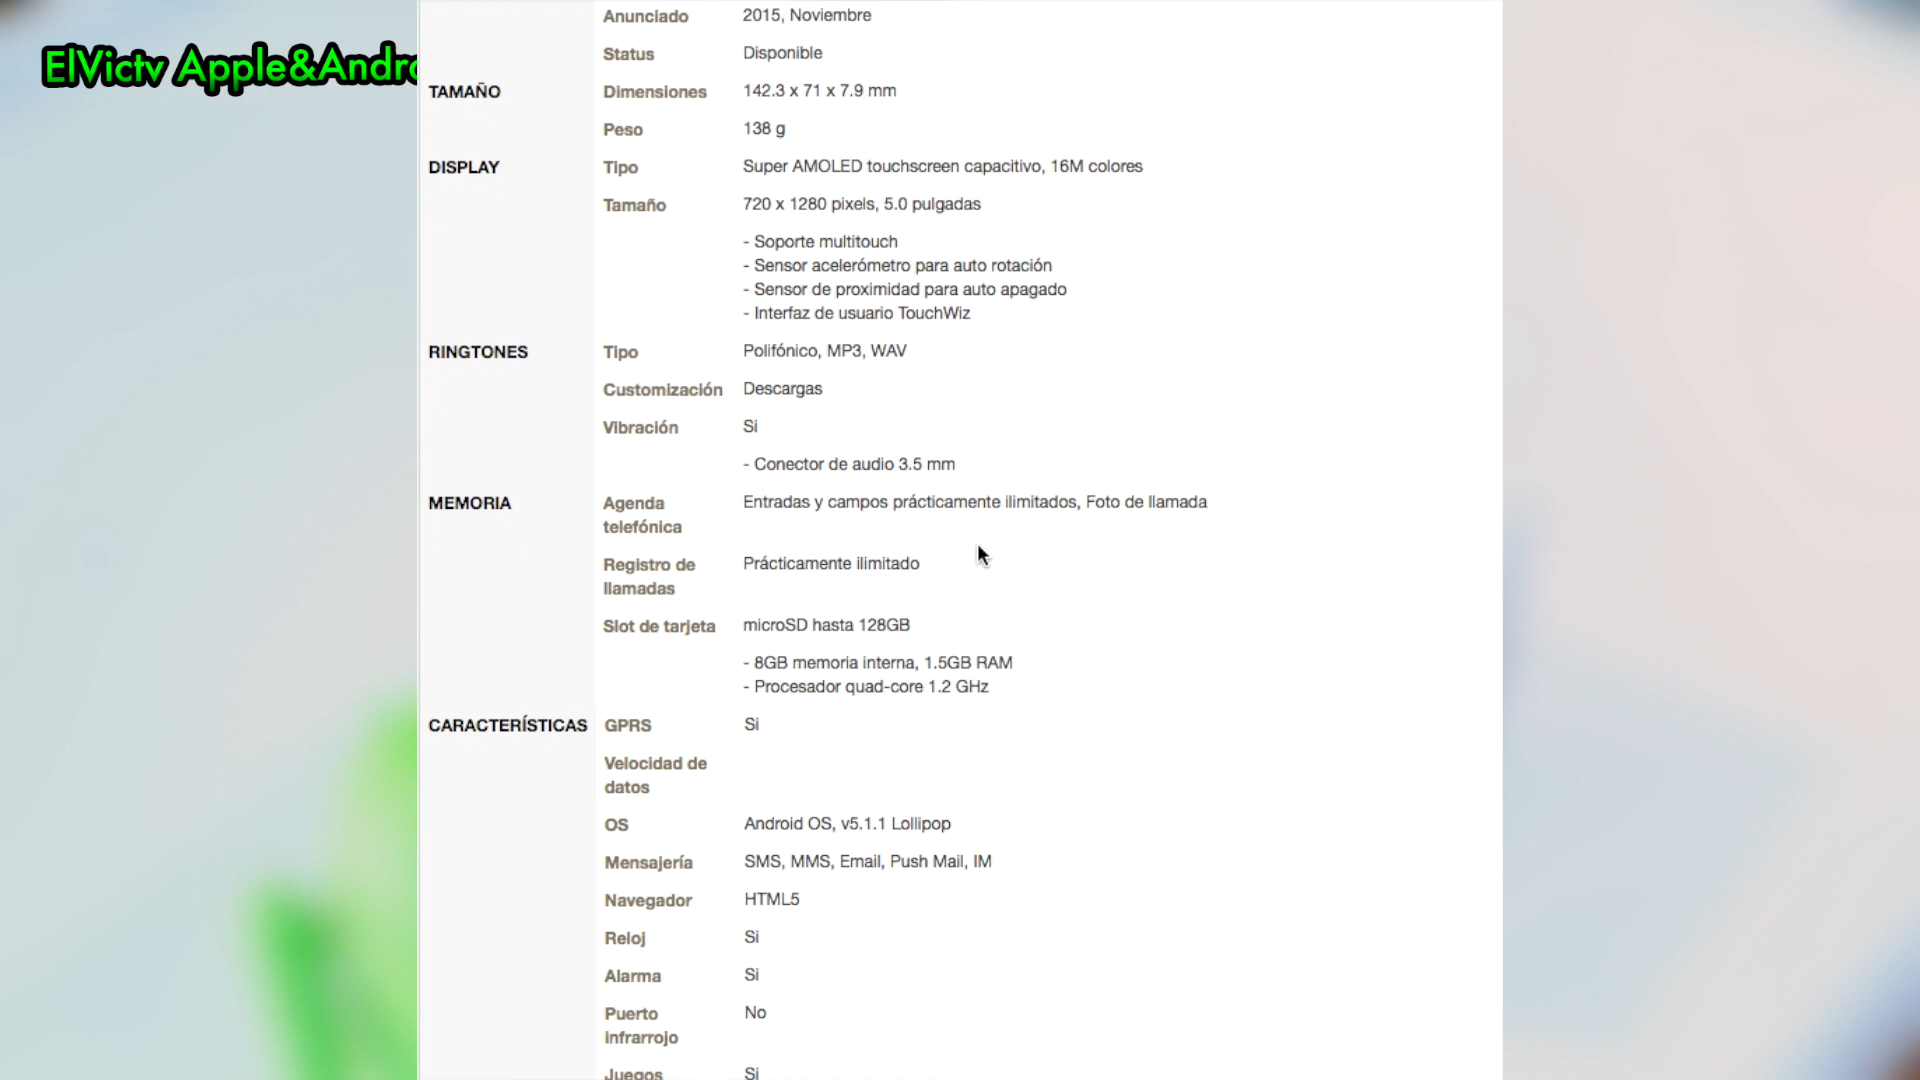 ElVictv Apple&Andro
Anunciado 2015, Noviembre
Status Disponible
TAMAÑO Dimensiones 142.3 x 71 x 7.9 mm
Peso 138 g
DISPLAY Tipo Super AMOLED touchscreen capacitivo, 16M colores
Tamaño 720 x 1280 pixels, 5.0 pulgadas
- Soporte multitouch
- Sensor acelerómetro para auto rotación
- Sensor de proximidad para auto apagado
- Interfaz de usuario TouchWiz
RINGTONES Tipo Polifónico, MP3, WAV
Customización Descargas
Vibración Si
- Conector de audio 3.5 mm
MEMORIA Agenda Entradas y campos prácticamente ilimitados, Foto de llamada
telefónica
Registro de Prácticamente ilimitado
llamadas
Slot de tarjeta microSD hasta 128GB
- 8GB memoria interna, 1.5GB RAM
- Procesador quad-core 1.2 GHz
CARACTERÍSTICAS GPRS Si
Velocidad de
datos
OS Android OS, v5.1.1 Lollipop
Mensajería SMS, MMS, Email, Push Mail, IM
Navegador HTML5
Reloj Si
Alarma Si
Puerto No
infrarrojo
Juegos Si